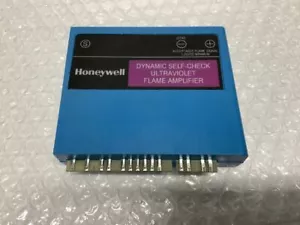 Honeywell
DYNAMIC SELF-CHECK
ULTRAVIOLET
FLAME AMPLIFIER